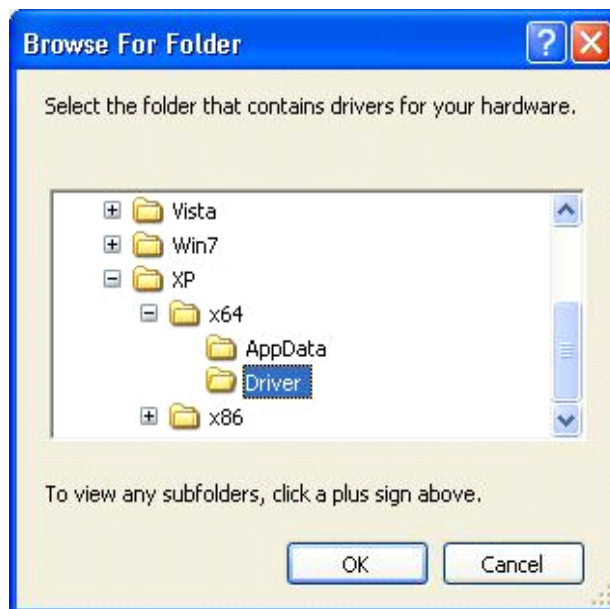 Browse For Folder
Select the folder that contains drivers for your hardware.
Vista
Win7
XP
x64
AppData
Driver
x86
To view any subfolders, click a plus sign above.
OK Cancel